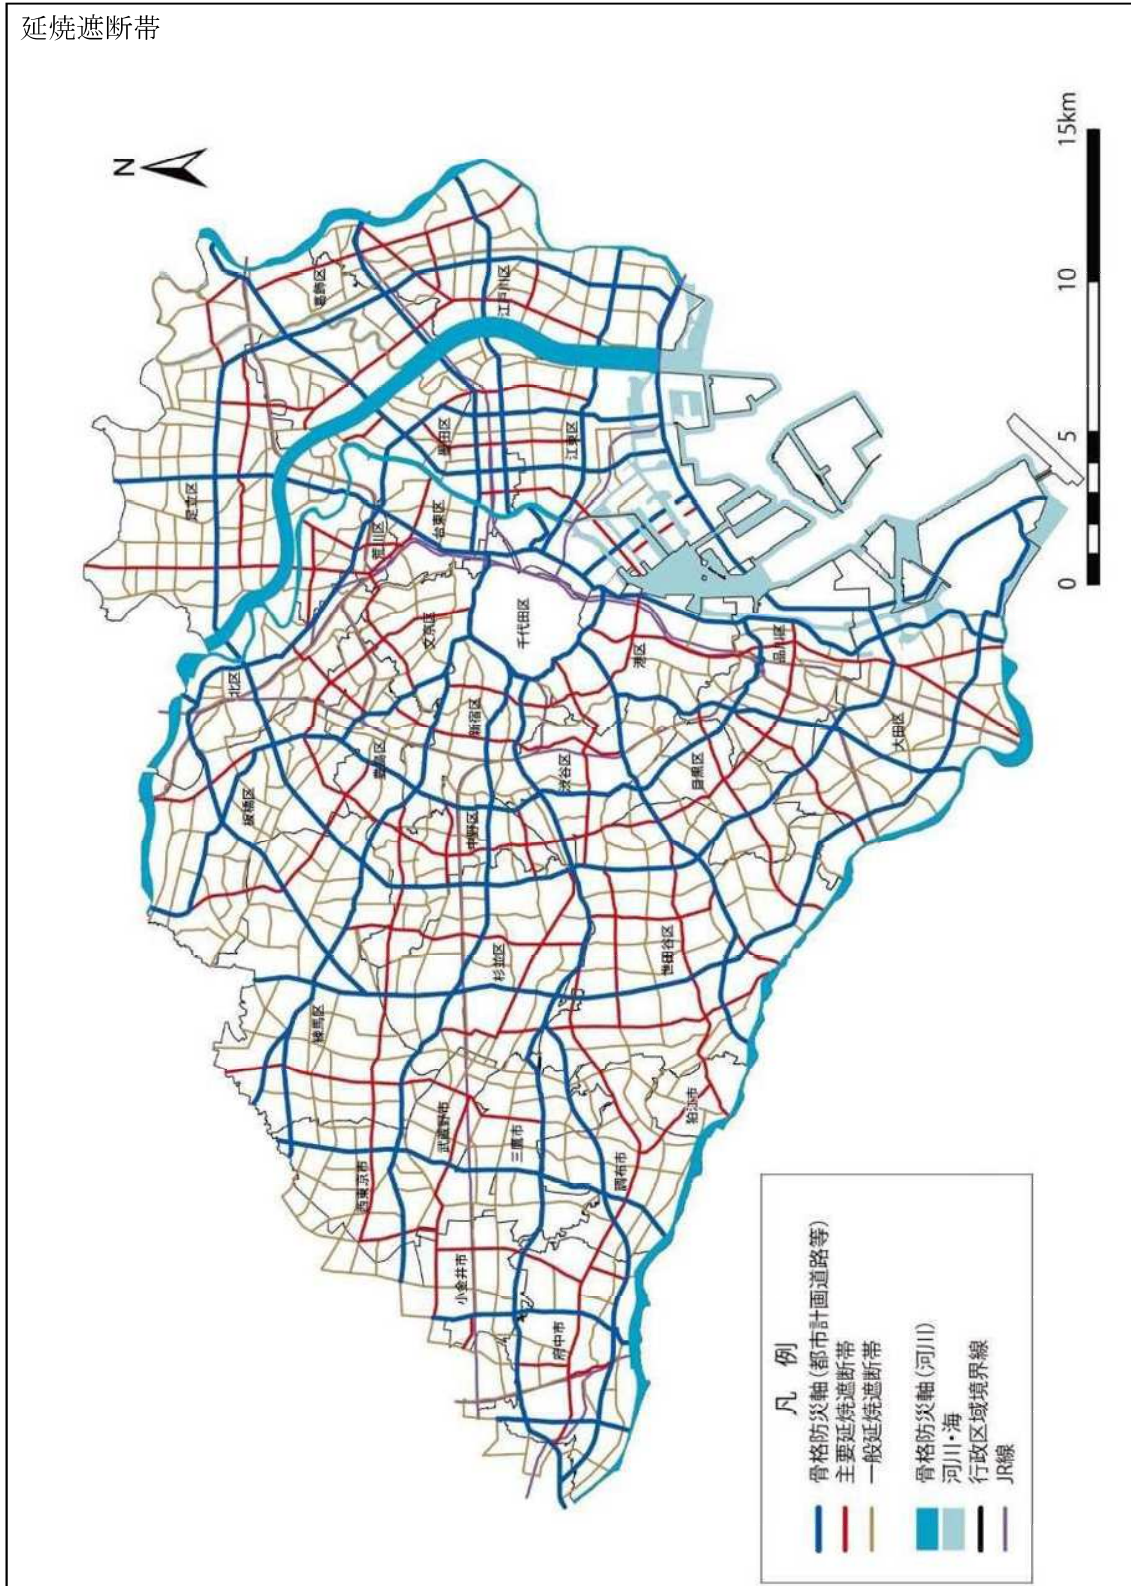 延焼遮断帯
N
足立区
葛飾区
北区
荒川区
板橋区
台東区
墨田区
江戸川区
文京区
豊島区
練馬区
新宿区
中野区
千代田区
江東区
杉並区
渋谷区
港区
西東京市
武蔵野市
三鷹市
小金井市
世田谷区
目黒区
品川区
大田区
府中市
調布市
狛江市
0
5
10
15km
凡 例
骨格防災軸(都市計画道路等)
主要延焼遮断帯
一般延焼遮断帯
骨格防災軸(河川)
河川・海
行政区域境界線
JR線